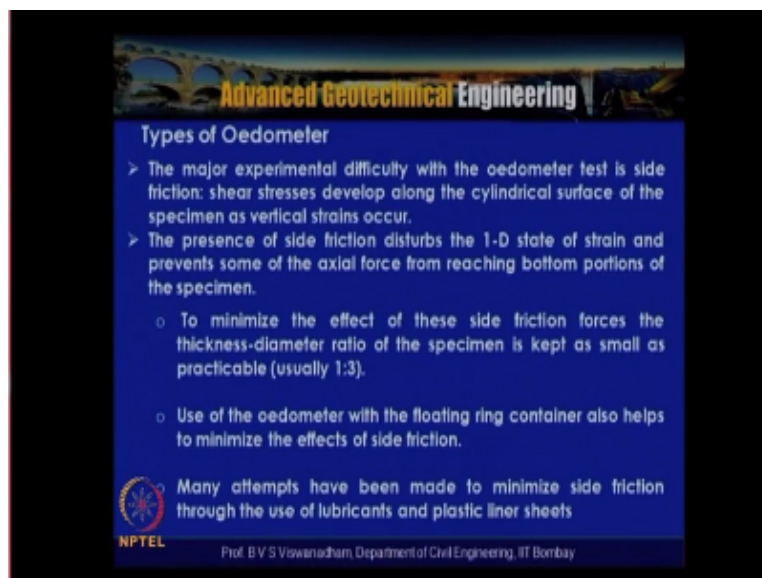 Advanced Geotechnical Engineering
Types of Oedometer
➢ The major experimental difficulty with the oedometer test is side
friction: shear stresses develop along the cylindrical surface of the
specimen as vertical strains occur.
➢ The presence of side friction disturbs the 1-D state of strain and
prevents some of the axial force from reaching bottom portions of
the specimen.
o To minimize the effect of these side friction forces the
thickness-diameter ratio of the specimen is kept as small as
practicable (usually 1:3).
o Use of the oedometer with the floating ring container also helps
to minimize the effects of side friction.
Many attempts have been made to minimize side friction
through the use of lubricants and plastic liner sheets
NPTEL
Prof. B V S Viswanadham, Department of Civil Engineering, IIT Bombay